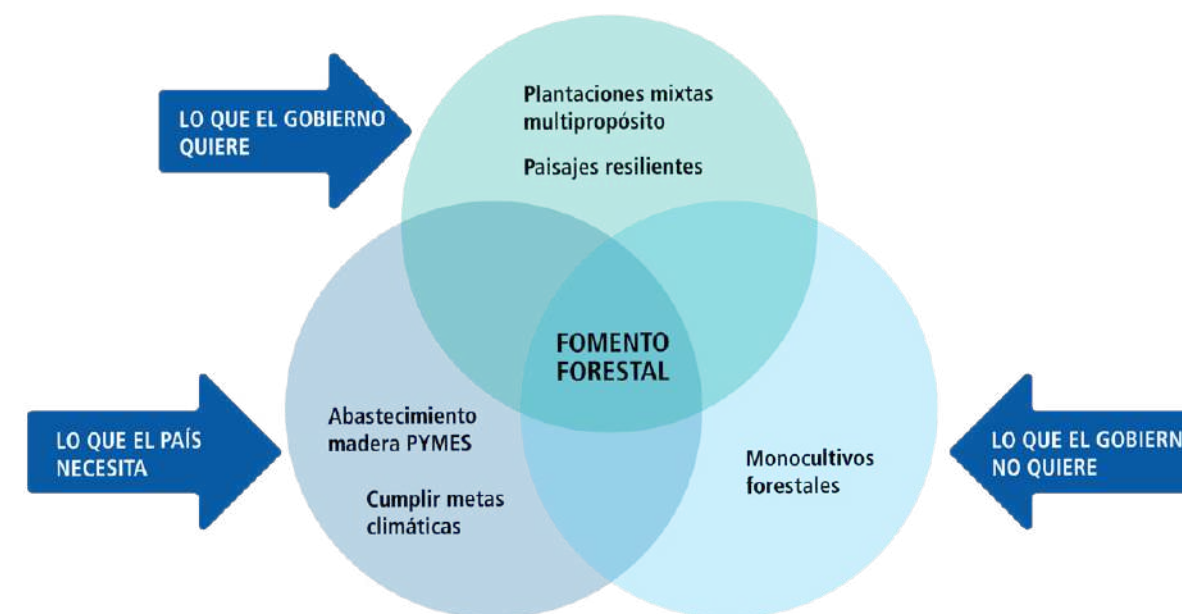 LO QUE EL GOBIERNO
QUIERE
Plantaciones mixtas
multipropósito
Paisajes resilientes
FOMENTO
FORESTAL
LO QUE EL PAÍS
NECESITA
Abastecimiento
madera PYMES
Cumplir metas
climáticas
Monocultivos
forestales
LO QUE EL GOBIERN
NO QUIERE